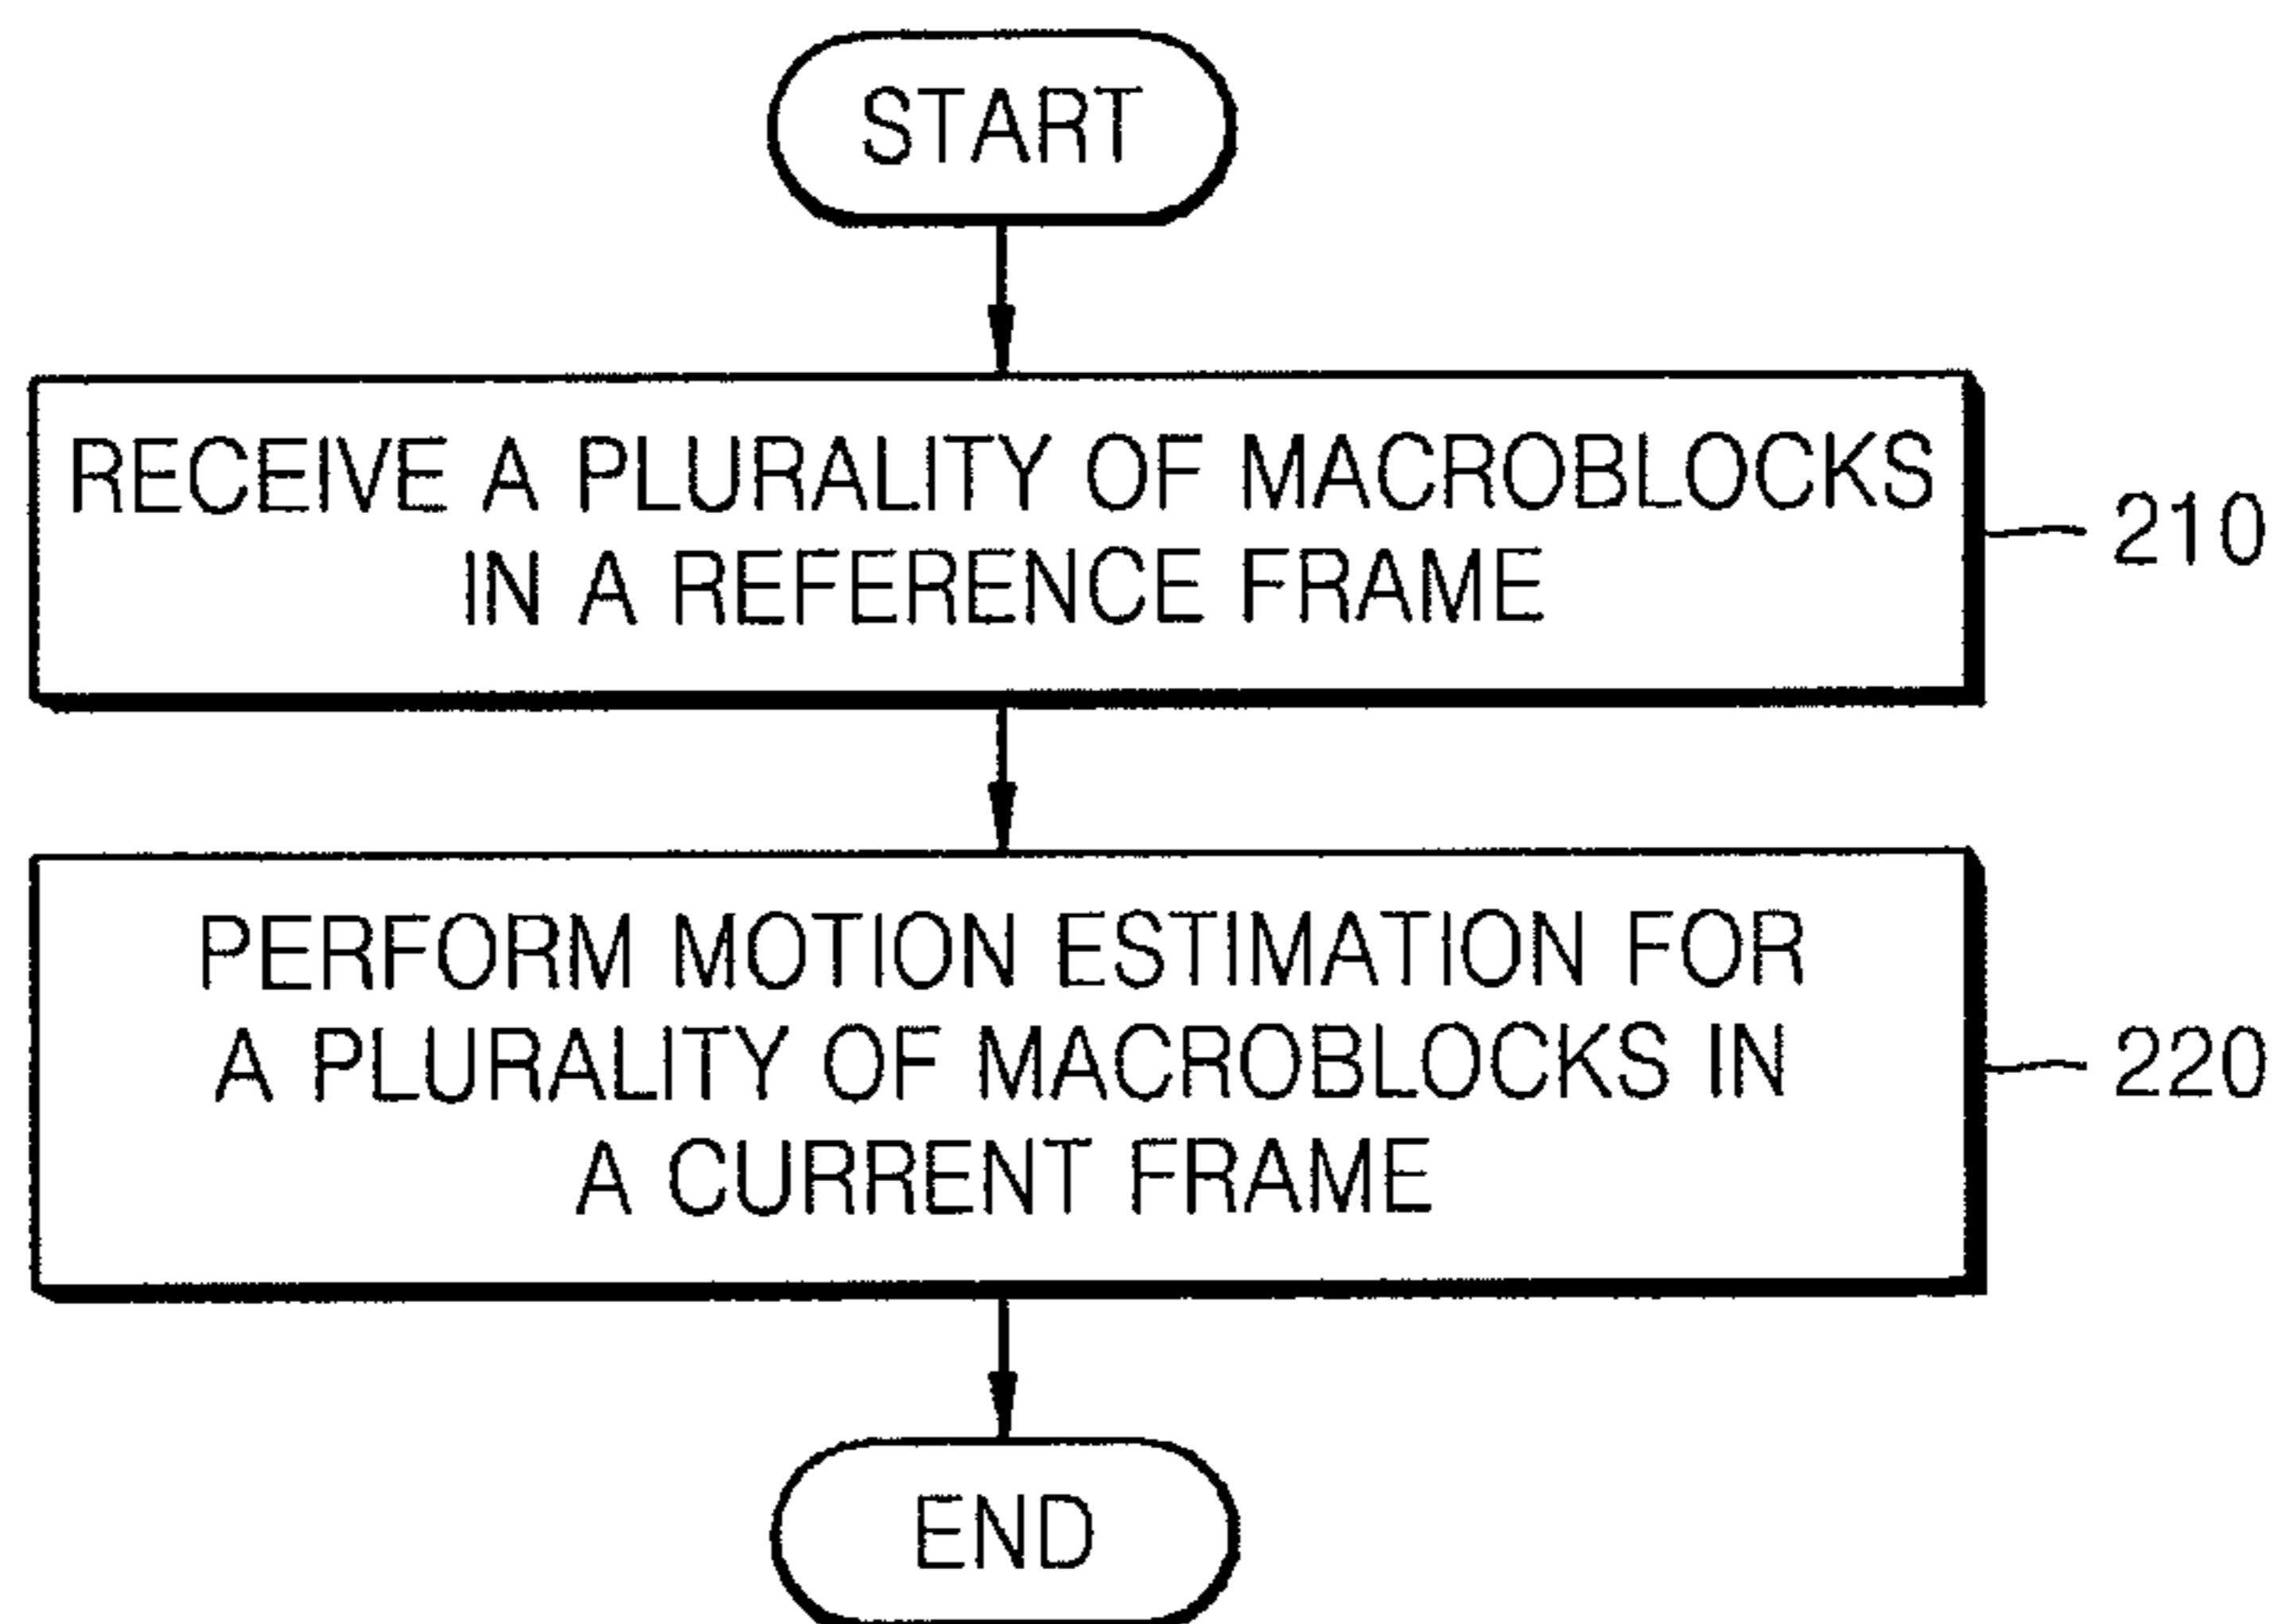 START
RECEIVE A PLURALITY OF MACROBLOCKS
IN A REFERENCE FRAME
210
PERFORM MOTION ESTIMATION FOR
A PLURALITY OF MACROBLOCKS IN
A CURRENT FRAME
220
END